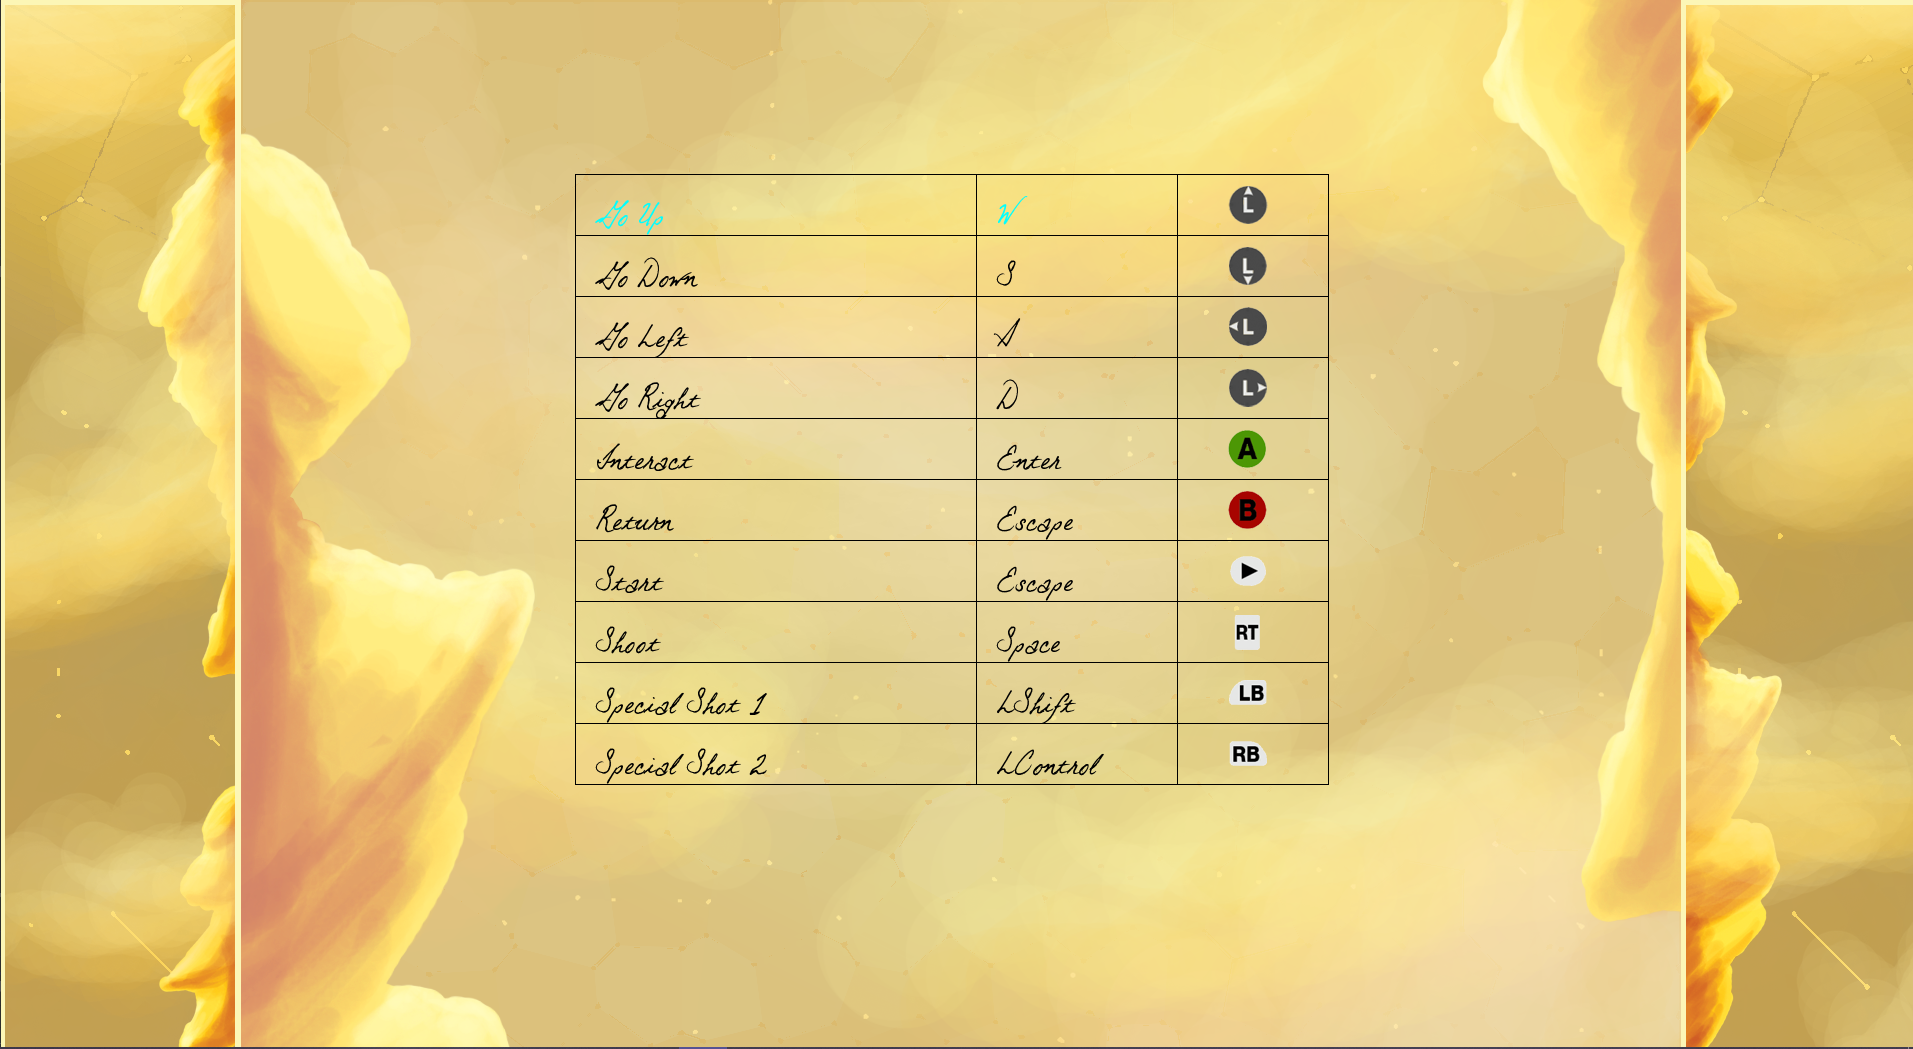 Go Up W L
Go Down S L
Go Left A L
Go Right D L
Interact Enter A
Return Escape B
Start Escape
Shoot Space RT
Special Shot 1 LShift LB
Special Shot 2 LControl RB